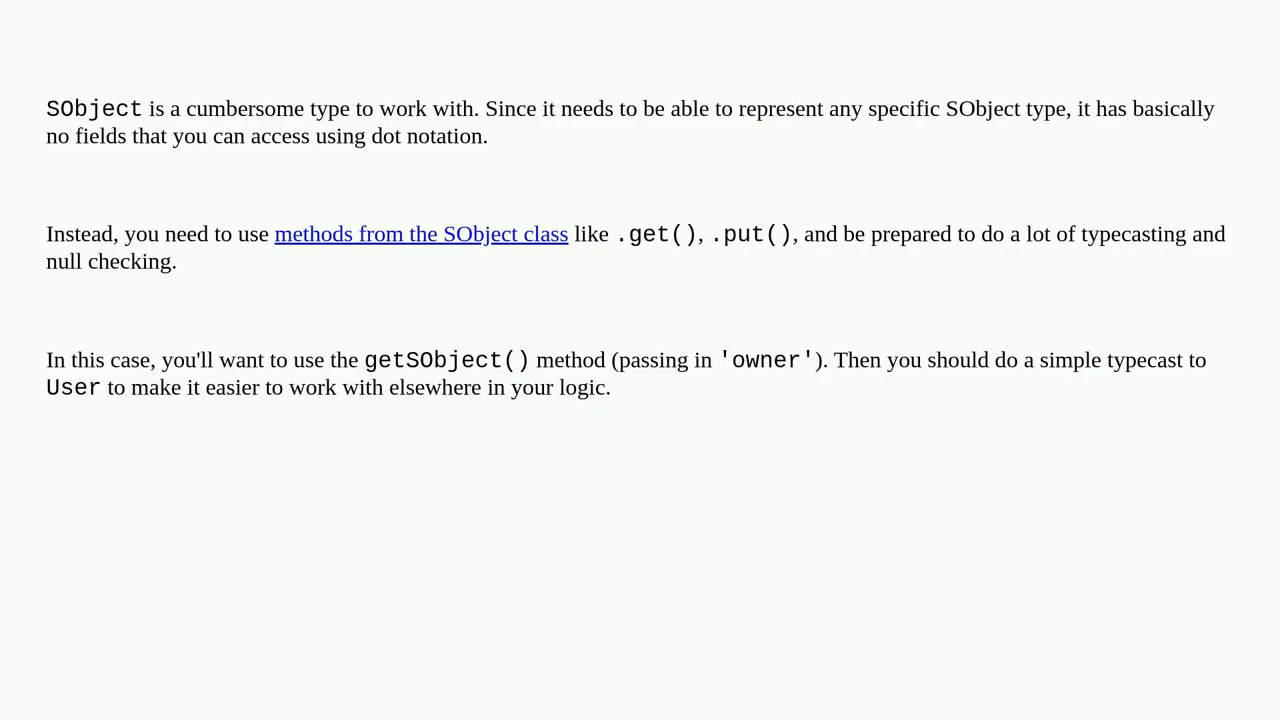 SObject is a cumbersome type to work with. Since it needs to be able to represent any specific SObject type, it has basically
no fields that you can access using dot notation.
Instead, you need to use methods from the SObject class like .get(), .put(), and be prepared to do a lot of typecasting and
null checking.
In this case, you'll want to use the getSObject() method (passing in 'owner'). Then you should do a simple typecast to
User to make it easier to work with elsewhere in your logic.